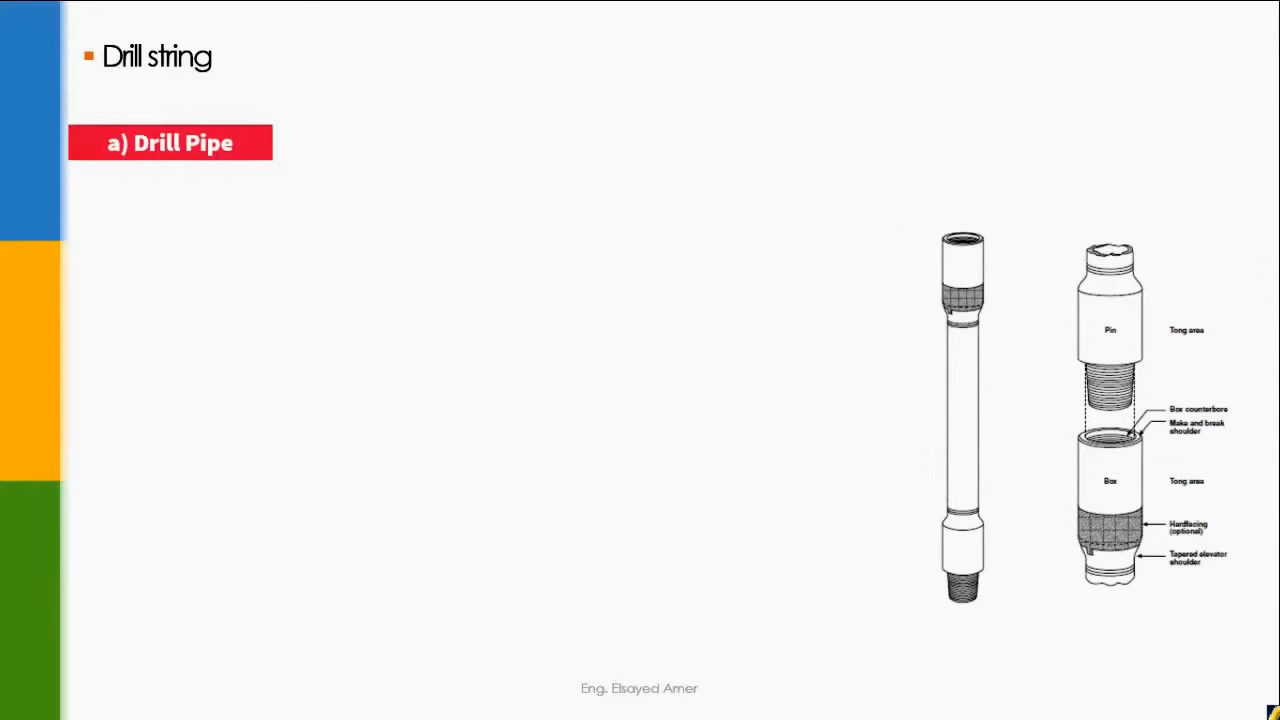 Drill string
a) Drill Pipe
Pin
Tong area
Box counterbore
Make and break
shoulder
Box
Tong area
Hardfacing
(optional)
Tapered elevator
shoulder
Eng. Elsayed Amer